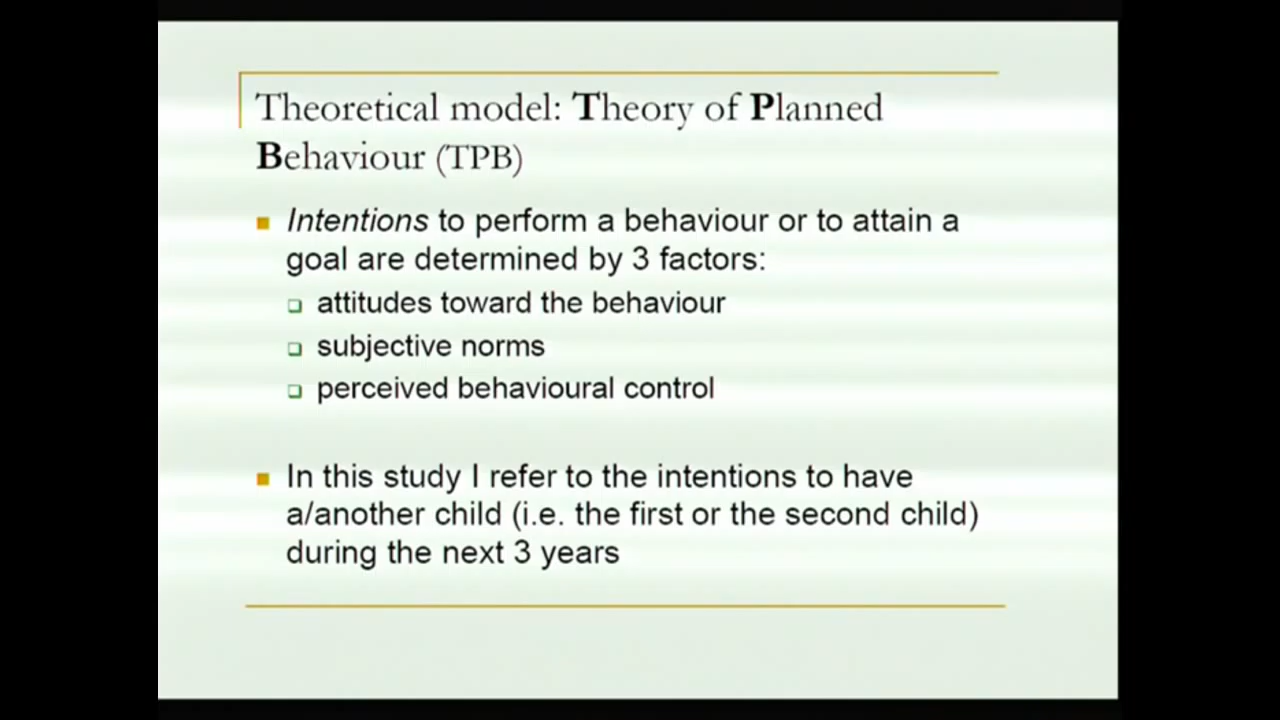 Theoretical model: Theory of Planned
Behaviour (TPB)
Intentions to perform a behaviour or to attain a
goal are determined by 3 factors:
attitudes toward the behaviour
subjective norms
perceived behavioural control
In this study I refer to the intentions to have
a/another child (i.e. the first or the second child)
during the next 3 years